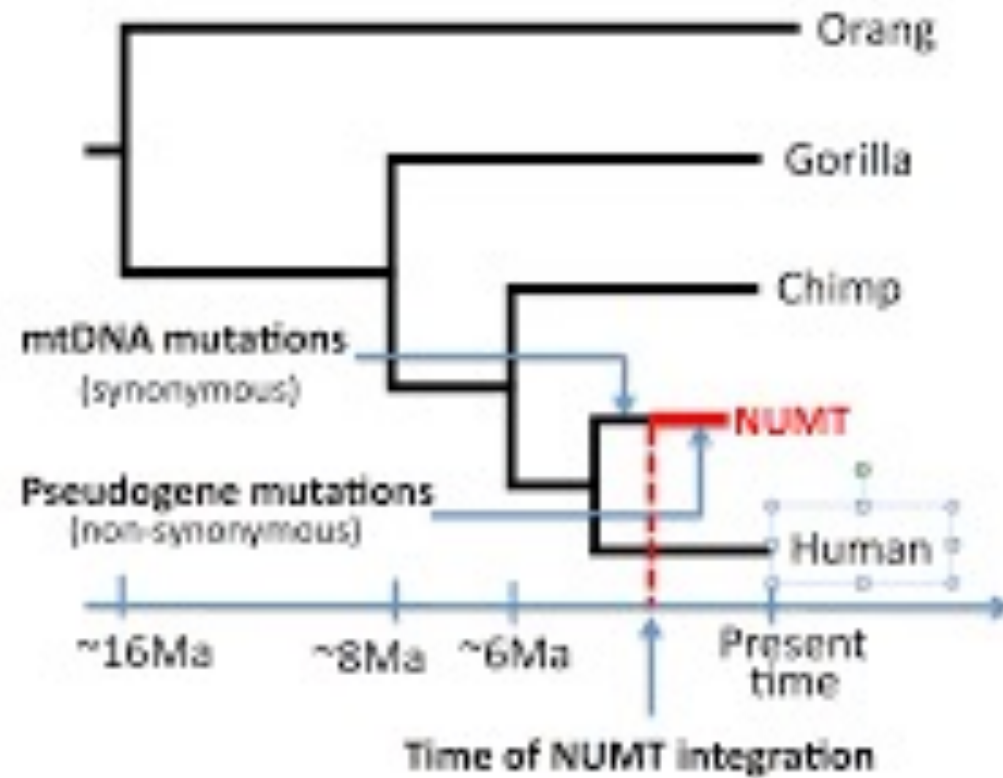 Orang
Gorilla
Chimp
mtDNA mutations
(synonymous)
NUMT
Pseudogene mutations
(non-synonymous)
Human
~16Ma
~8Ma
~6Ma
Present
time
Time of NUMT integration